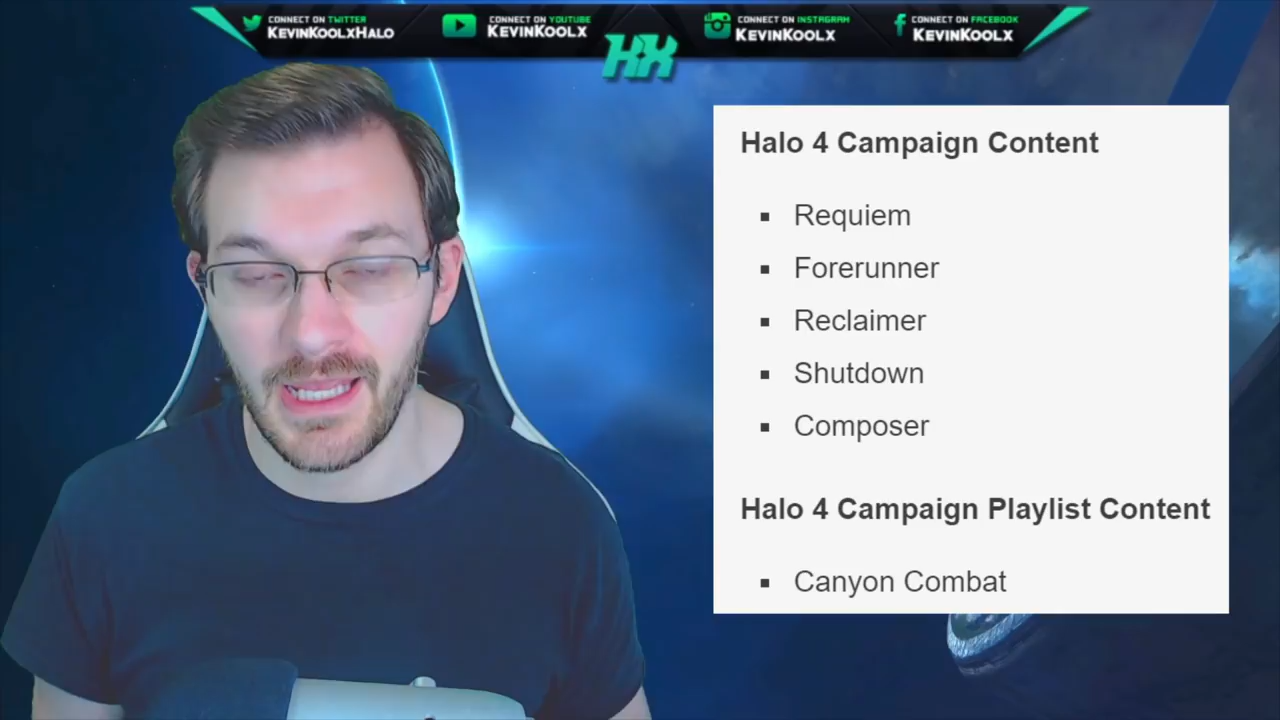 CONNECT ON TWITTER
KEVINKOOLXHALO
CONNECT ON YOUTUBE
KEVINKOOLX
KX
CONNECT ON INSTAGRAM
KEVINKOOLX
CONNECT ON FACEBOOK
KEVINKOOLX
Halo 4 Campaign Content
▪ Requiem
▪ Forerunner
▪ Reclaimer
▪ Shutdown
▪ Composer
Halo 4 Campaign Playlist Content
▪ Canyon Combat